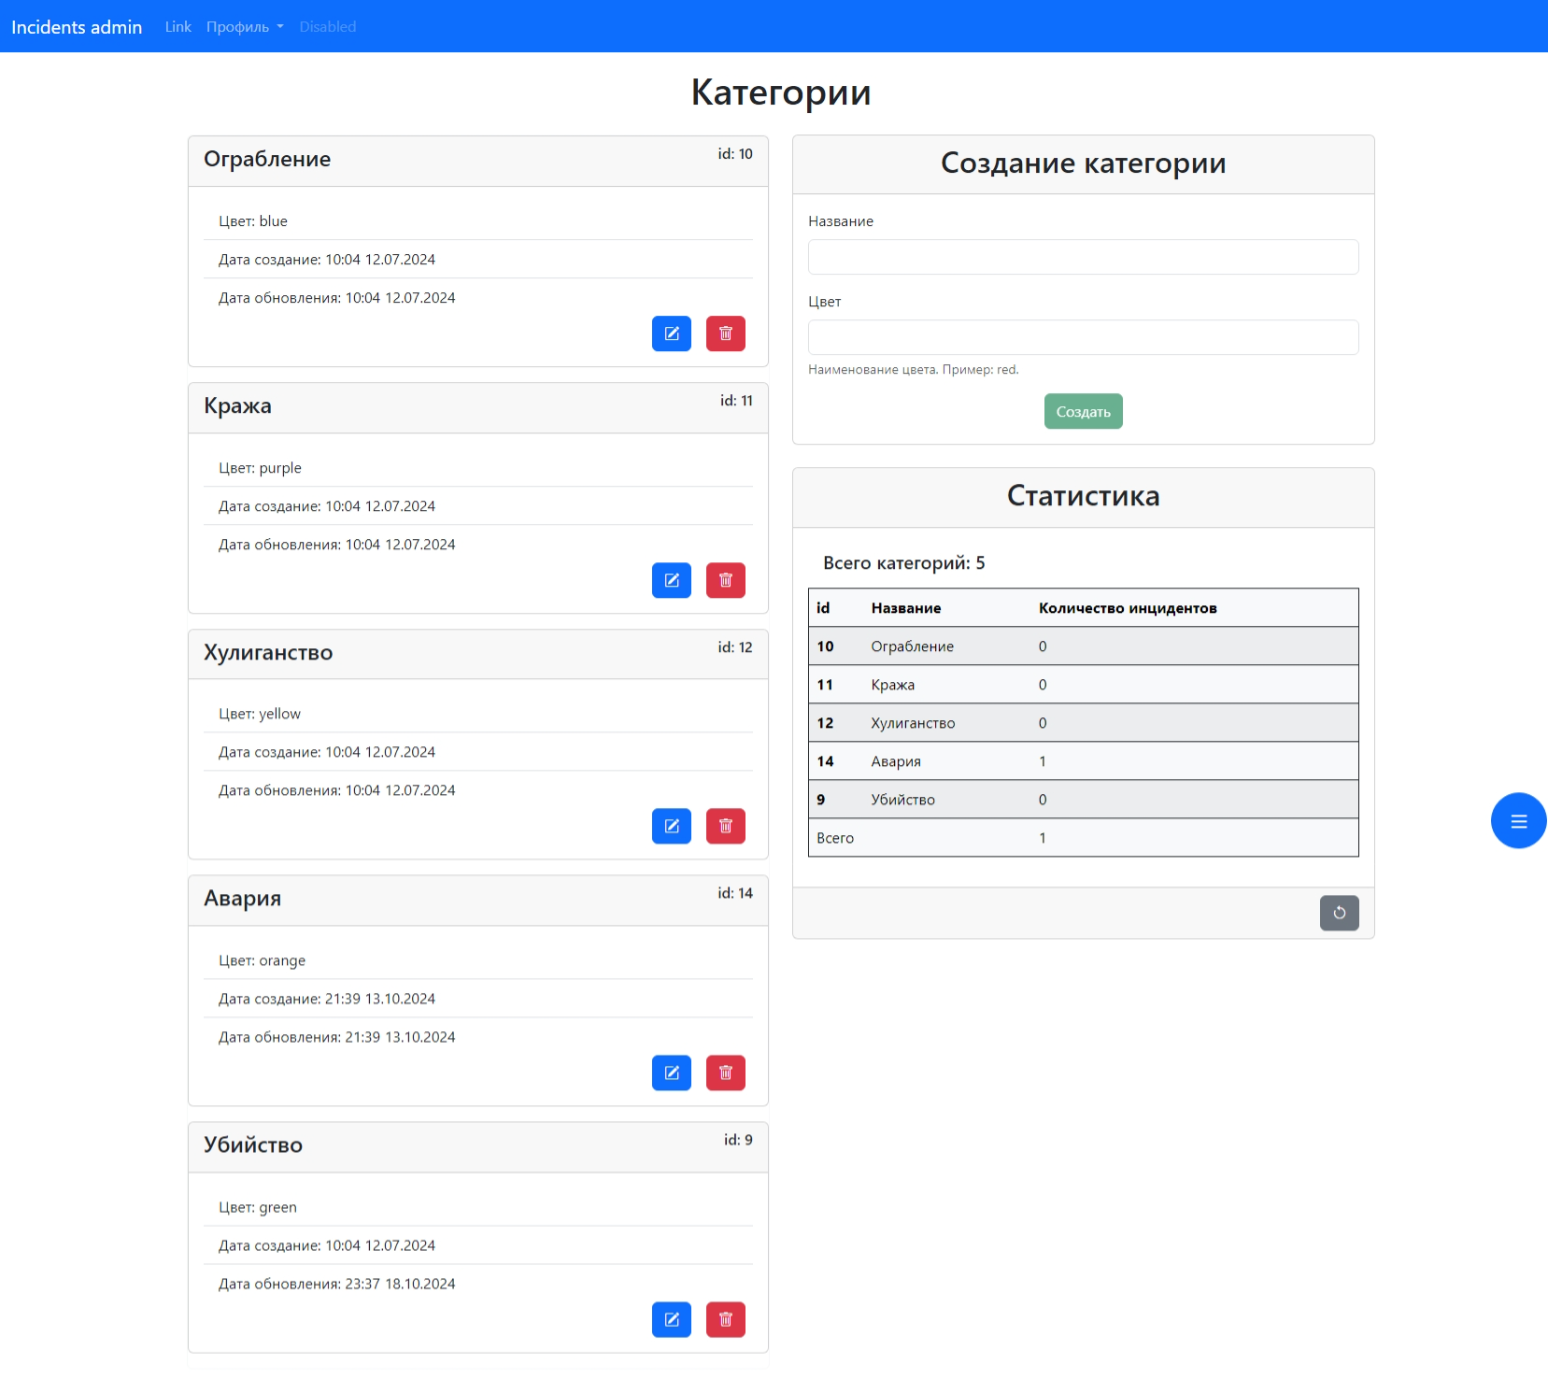 Incidents admin Link Профиль Disabled
Категории
Ограбление id: 10
Цвет: blue
Дата создание: 10:04 12.07.2024
Дата обновления: 10:04 12.07.2024
Кража id: 11
Цвет: purple
Дата создание: 10:04 12.07.2024
Дата обновления: 10:04 12.07.2024
Хулиганство id: 12
Цвет: yellow
Дата создание: 10:04 12.07.2024
Дата обновления: 10:04 12.07.2024
Авария id: 14
Цвет: orange
Дата создание: 21:39 13.10.2024
Дата обновления: 21:39 13.10.2024
Убийство id: 9
Цвет: green
Дата создание: 10:04 12.07.2024
Дата обновления: 23:37 18.10.2024
Создание категории
Название
Цвет
Наименование цвета. Пример: red.
Создать
Статистика
Всего категорий: 5
id Название Количество инцидентов
10 Ограбление 0
11 Кража 0
12 Хулиганство 0
14 Авария 1
9 Убийство 0
Всего 1